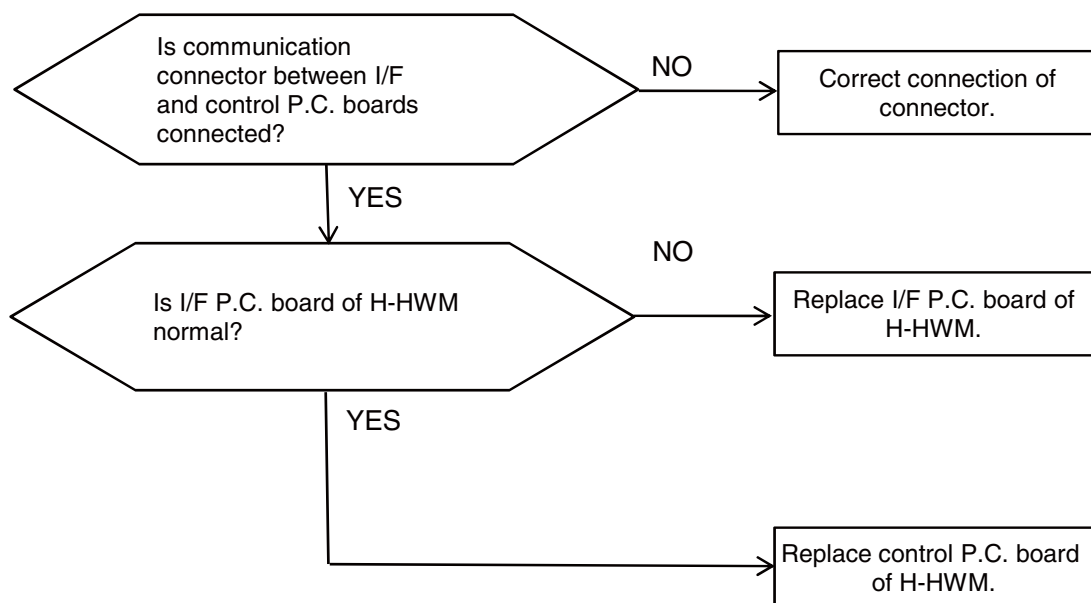 Is communication
connector between I/F
and control P.C. boards
connected?
NO
Correct connection of
connector.
YES
Is I/F P.C. board of H-HWM
normal?
NO
Replace I/F P.C. board of
H-HWM.
YES
Replace control P.C. board
of H-HWM.